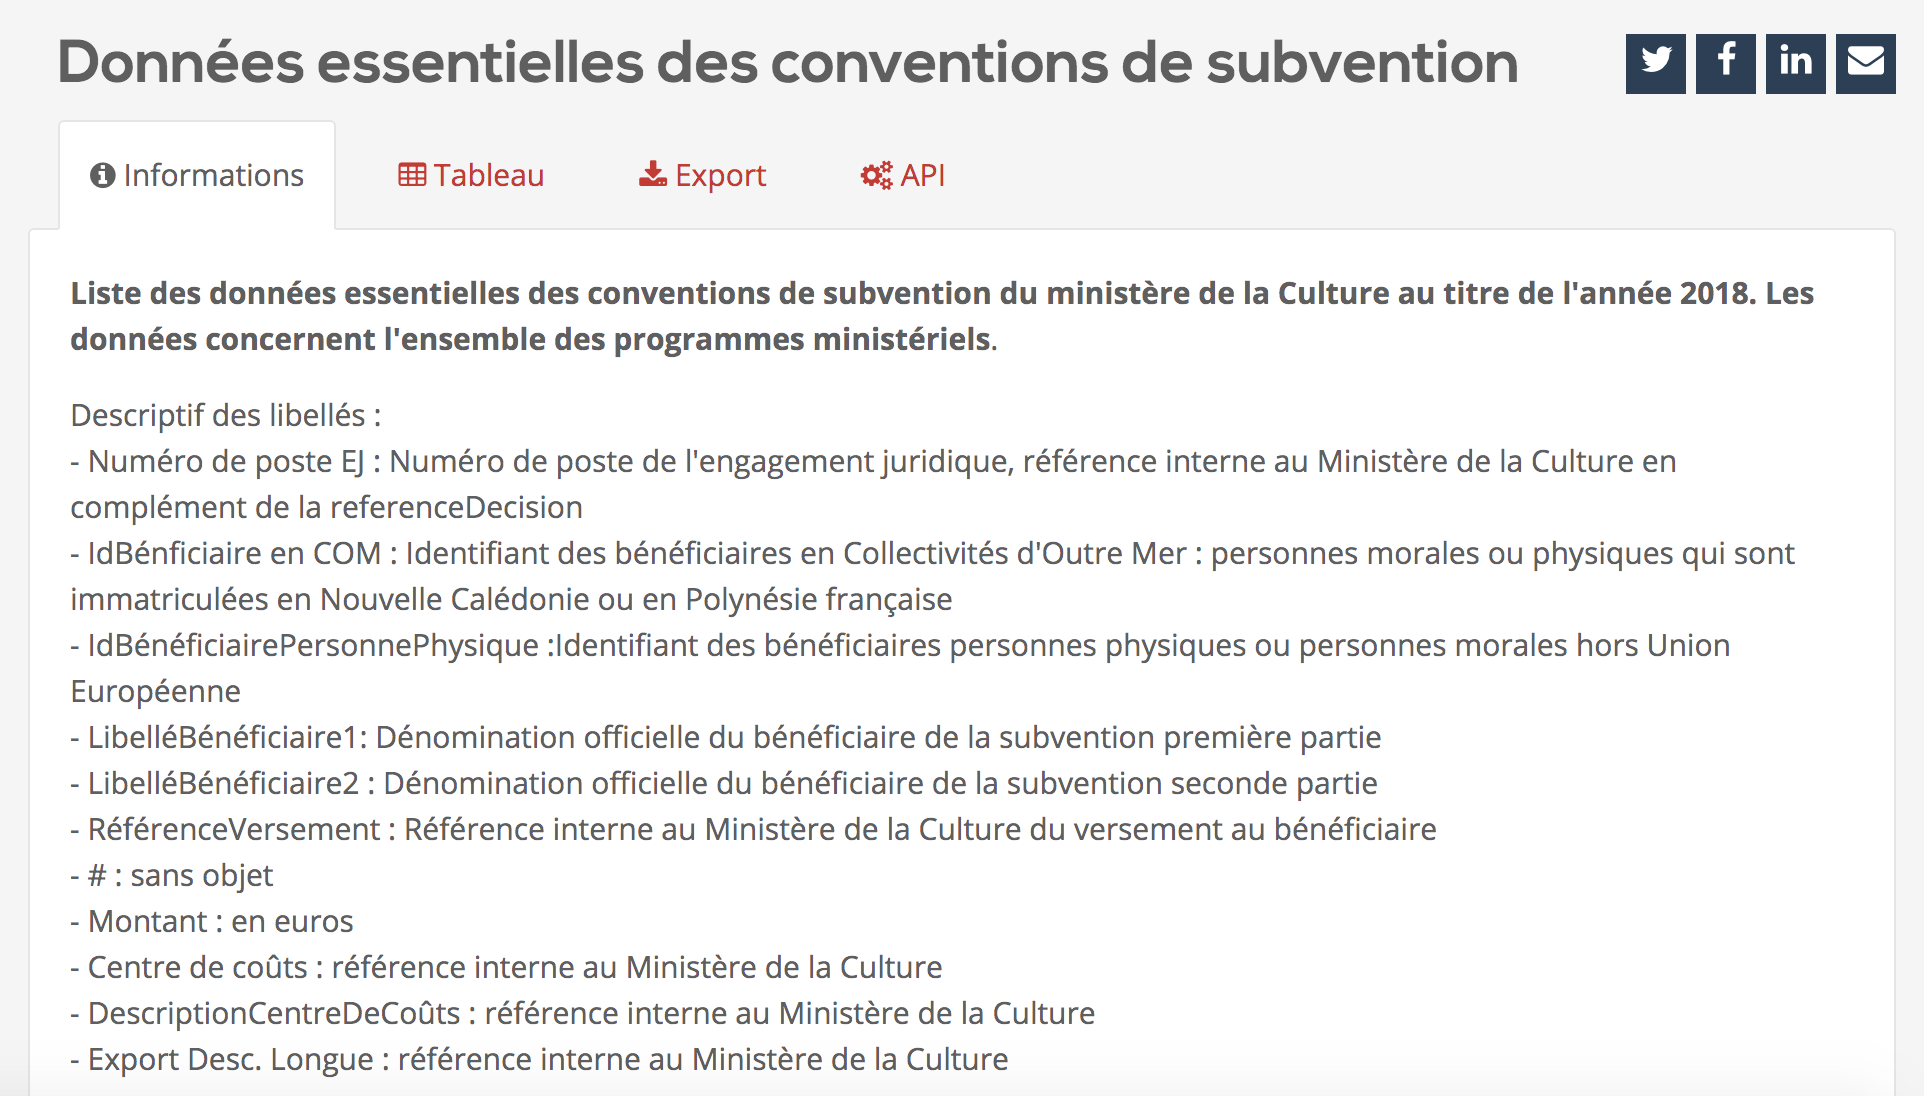 Données essentielles des conventions de subvention
Informations
Tableau
Export
API
Liste des données essentielles des conventions de subvention du ministère de la Culture au titre de l'année 2018. Les
données concernent l'ensemble des programmes ministériels.
Descriptif des libellés :
- Numéro de poste EJ : Numéro de poste de l'engagement juridique, référence interne au Ministère de la Culture en
complément de la referenceDecision
- IdBénficiaire en COM : Identifiant des bénéficiaires en Collectivités d'Outre Mer : personnes morales ou physiques qui sont
immatriculées en Nouvelle Calédonie ou en Polynésie française
- IdBénéficiairePersonnePhysique :Identifiant des bénéficiaires personnes physiques ou personnes morales hors Union
Européenne
- LibelléBénéficiaire1: Dénomination officielle du bénéficiaire de la subvention première partie
- LibelléBénéficiaire2 : Dénomination officielle du bénéficiaire de la subvention seconde partie
- RéférenceVersement : Référence interne au Ministère de la Culture du versement au bénéficiaire
- # : sans objet
- Montant : en euros
- Centre de coûts : référence interne au Ministère de la Culture
- DescriptionCentreDeCoûts : référence interne au Ministère de la Culture
- Export Desc. Longue : référence interne au Ministère de la Culture